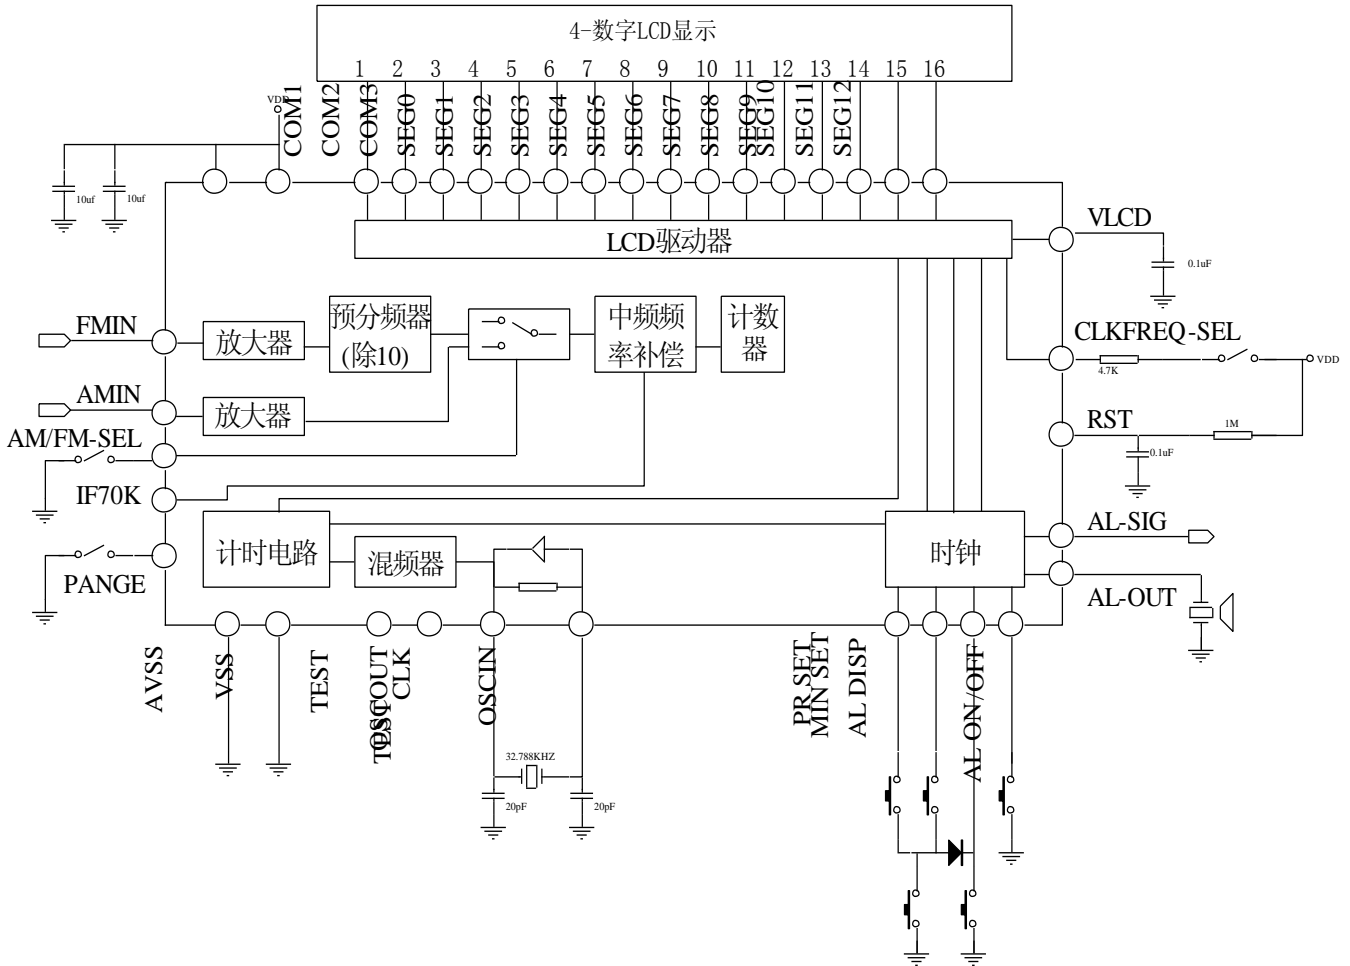 4-数字LCD显示
1 2 3 4 5 6 7 8 9 10 11 12 13 14 15 16
VDD
COM1
COM2
COM3
SEG0
SEG1
SEG2
SEG3
SEG4
SEG5
SEG6
SEG7
SEG8
SEG9
SEG10
SEG11
SEG12
10uf
10uf
LCD驱动器
VLCD
0.1uF
FMIN
放大器
预分频器
(除10)
中频频
率补偿
计数
器
CLKFREQ-SEL
4.7K
VDD
AMIN
放大器
AM/FM-SEL
RST
1M
0.1uF
IF70K
计时电路
混频器
时钟
AL-SIG
PANGE
AL-OUT
AVSS
VSS
TEST
OSCOUT
TEST
CLK
OSCIN
PR SET
MIN SET
AL DISP
AL ON/OFF
32.788KHZ
20pF
20pF